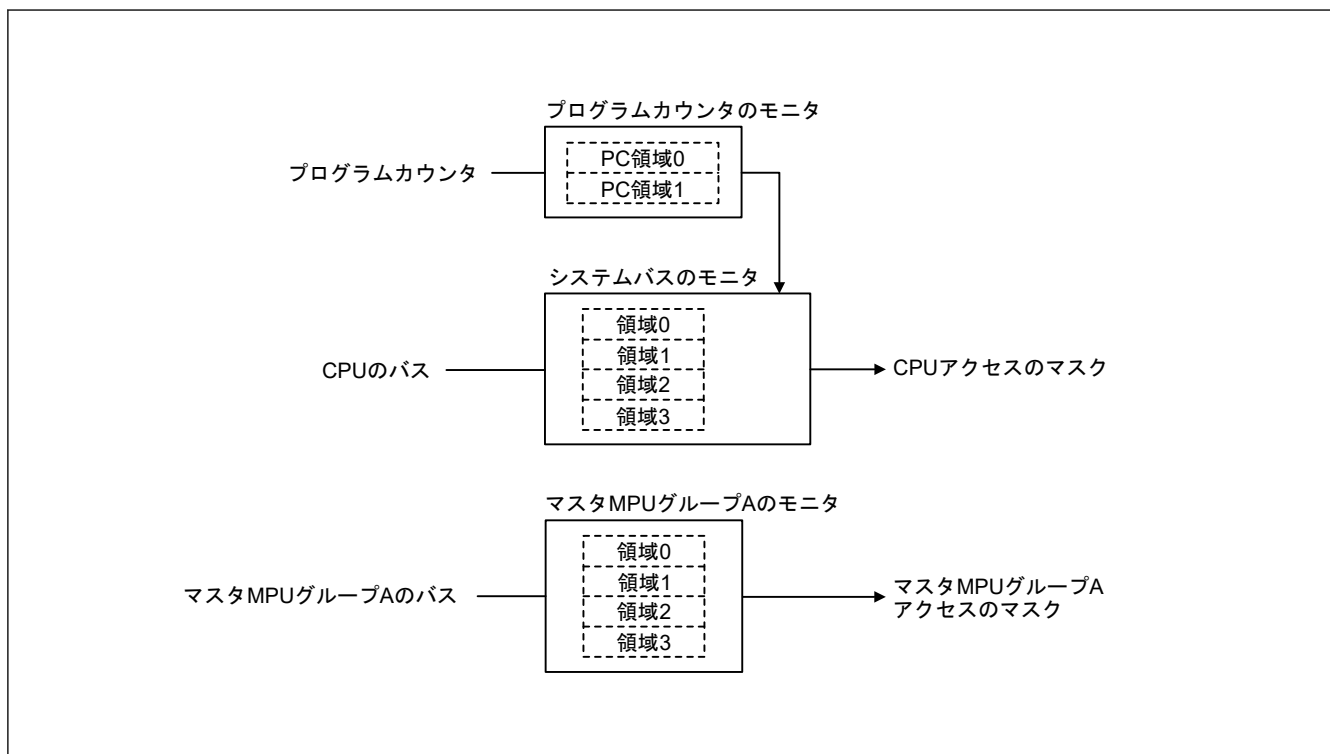 プログラムカウンタのモニタ
プログラムカウンタ
PC領域0
PC領域1
システムバスのモニタ
領域0
領域1
CPUのバス
領域2
領域3
CPUアクセスのマスク
マスタMPUグループAのモニタ
領域0
領域1
マスタMPUグループAのバス
領域2
領域3
マスタMPUグループA
アクセスのマスク